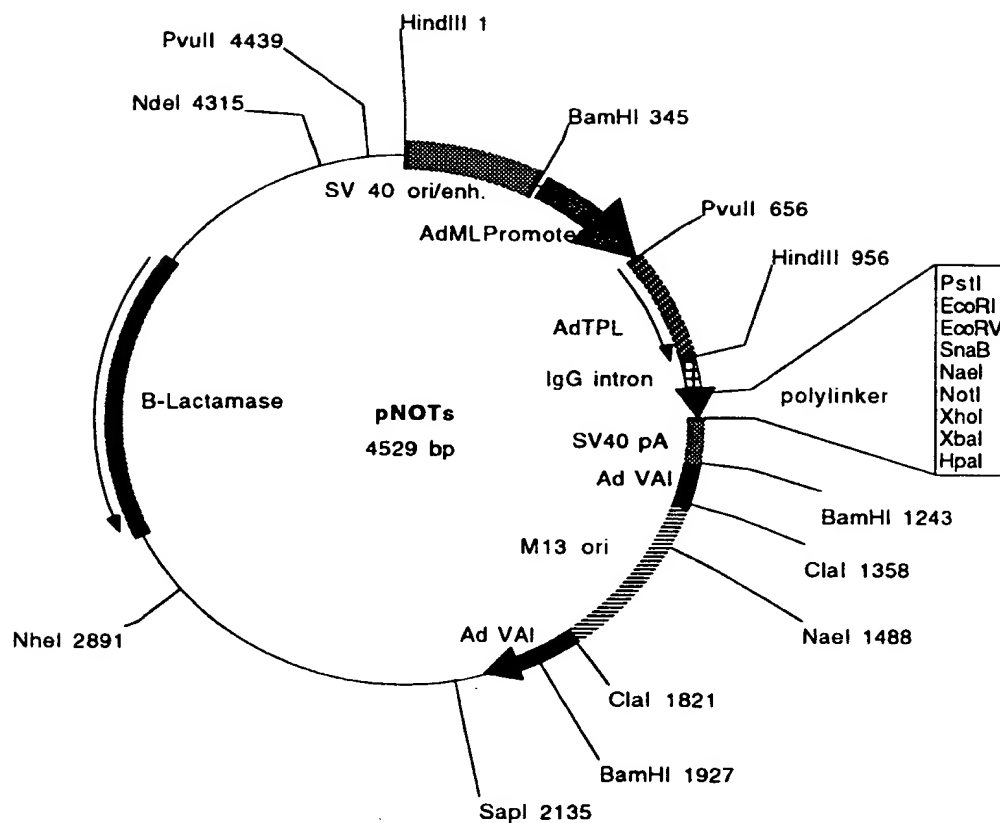 HindIII 1
PvuII 4439
NdeI 4315
BamHI 345
SV 40 ori/enh.
AdMLPromote
PvuII 656
HindIII 956
AdTPL
IgG intron
PstI
EcoRI
EcoRV
SnaB
NaeI
NotI
XhoI
XbaI
HpaI
polylinker
B-Lactamase
pNOTs
4529 bp
SV40 pA
Ad VAI
BamHI 1243
M13 ori
ClaI 1358
NheI 2891
Ad VAI
NaeI 1488
ClaI 1821
BamHI 1927
SapI 2135